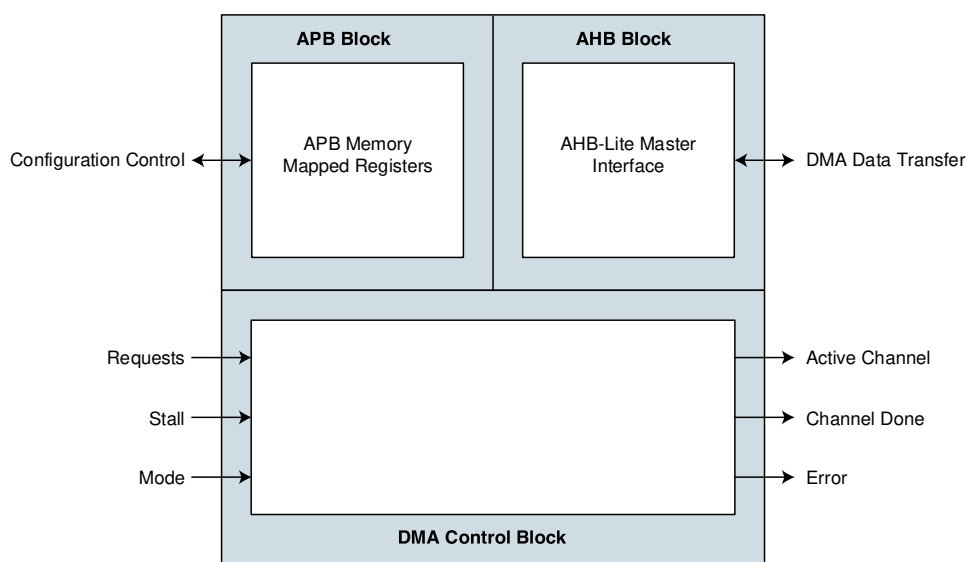 APB Block
AHB Block
APB Memory
Mapped Registers
AHB-Lite Master
Interface
Configuration Control
DMA Data Transfer
Requests
Active Channel
Stall
Channel Done
Mode
Error
DMA Control Block